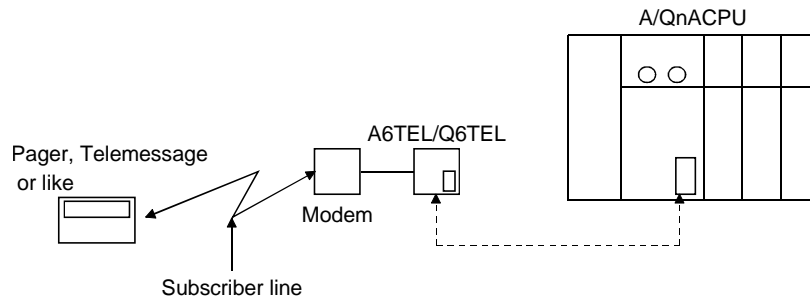 A/QnACPU
A6TEL/Q6TEL
Pager, Telemessage
or like
Modem
Subscriber line